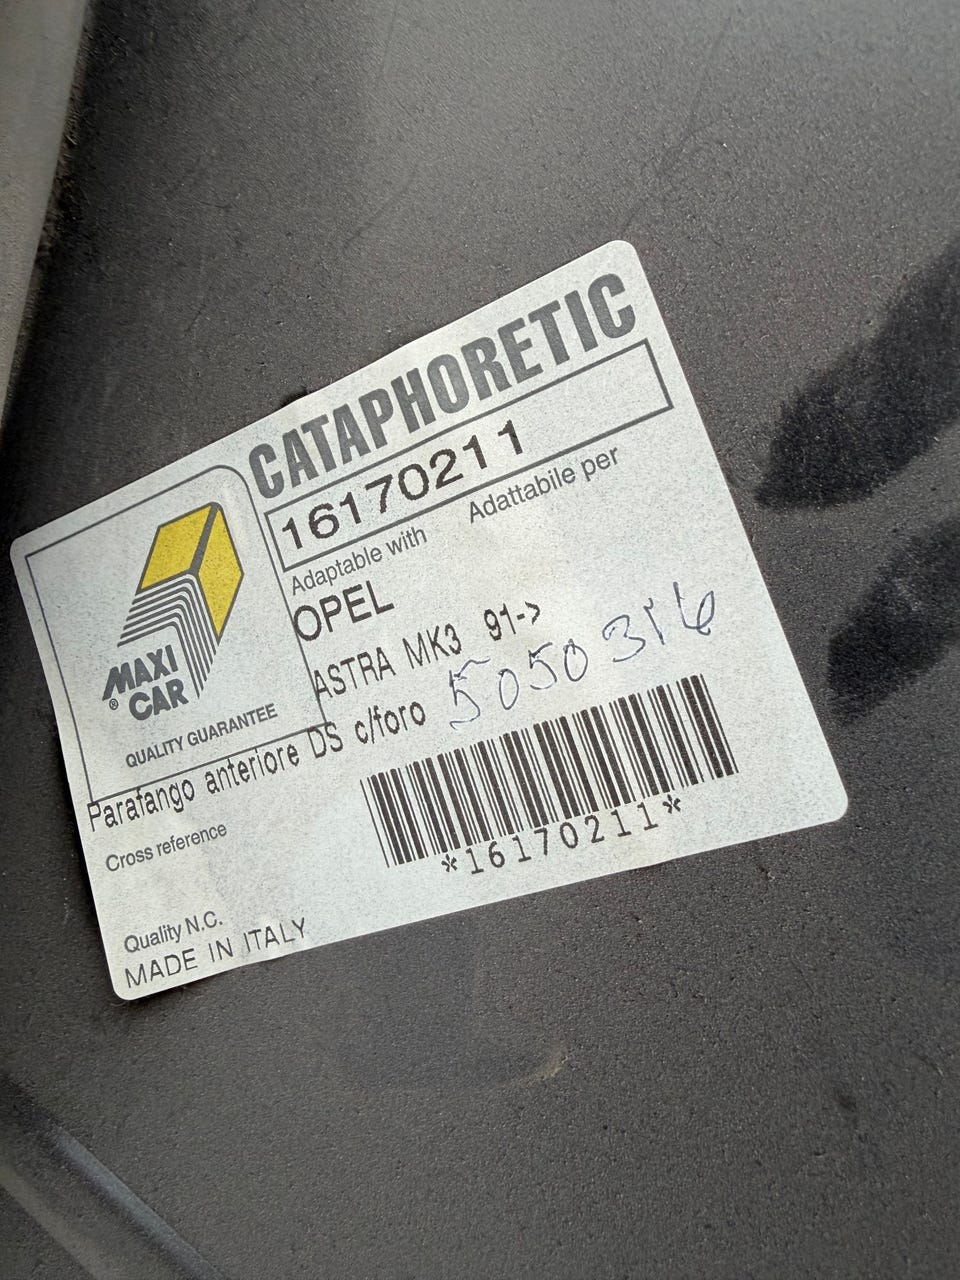 CATAPHORETIC
16170211
Adaptable with Adattabile per
OPEL
ASTRA MK3 91->
MAXI
CAR
®
QUALITY GUARANTEE
Parafango anteriore DS c/foro
5050316
*16170211*
Cross reference
Quality N.C.
MADE IN ITALY